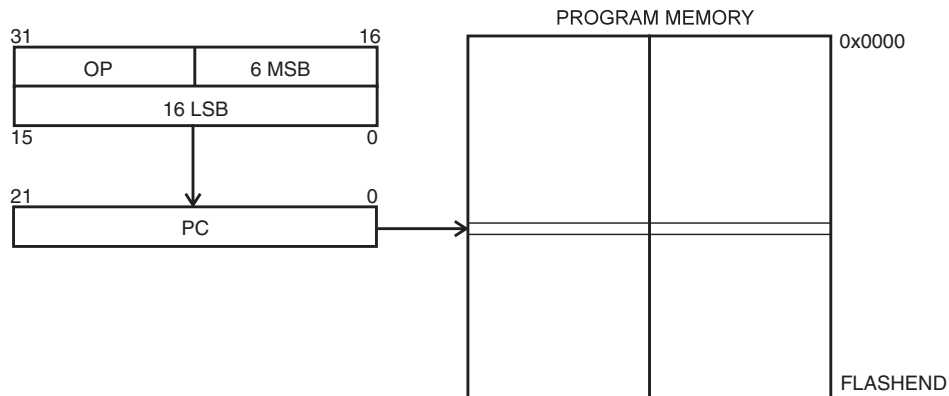 PROGRAM MEMORY
31 16
0x0000
OP 6 MSB
16 LSB
15 0
21 0
PC
FLASHEND